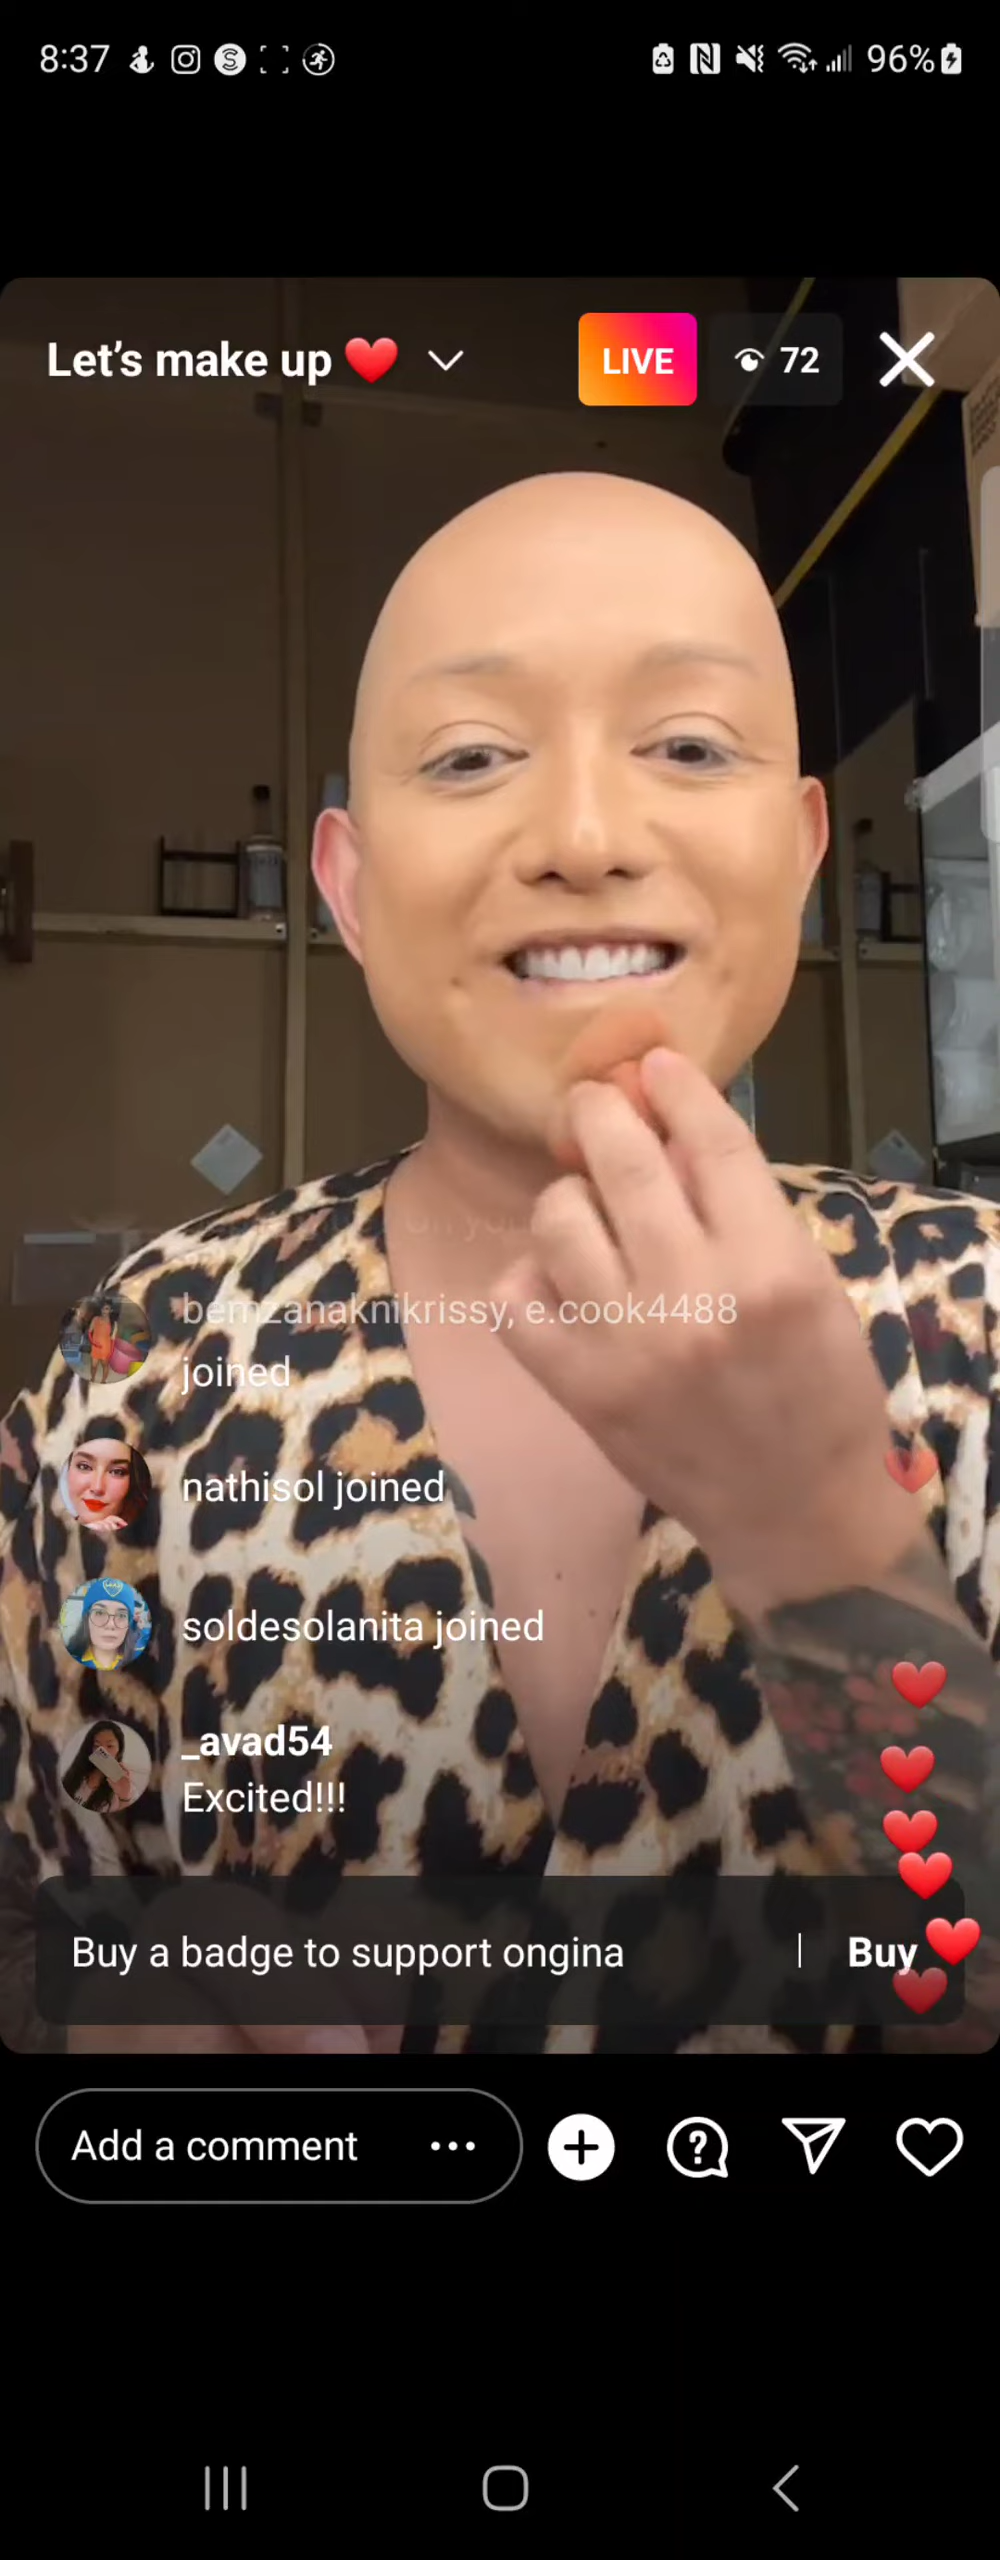 8:37
96%
Let’s make up ❤️
LIVE
72
bemzanaknikrissy, e.cook4488
joined
nathisol joined
soldesolanita joined
_avad54
Excited!!!
Buy a badge to support ongina | Buy
Add a comment